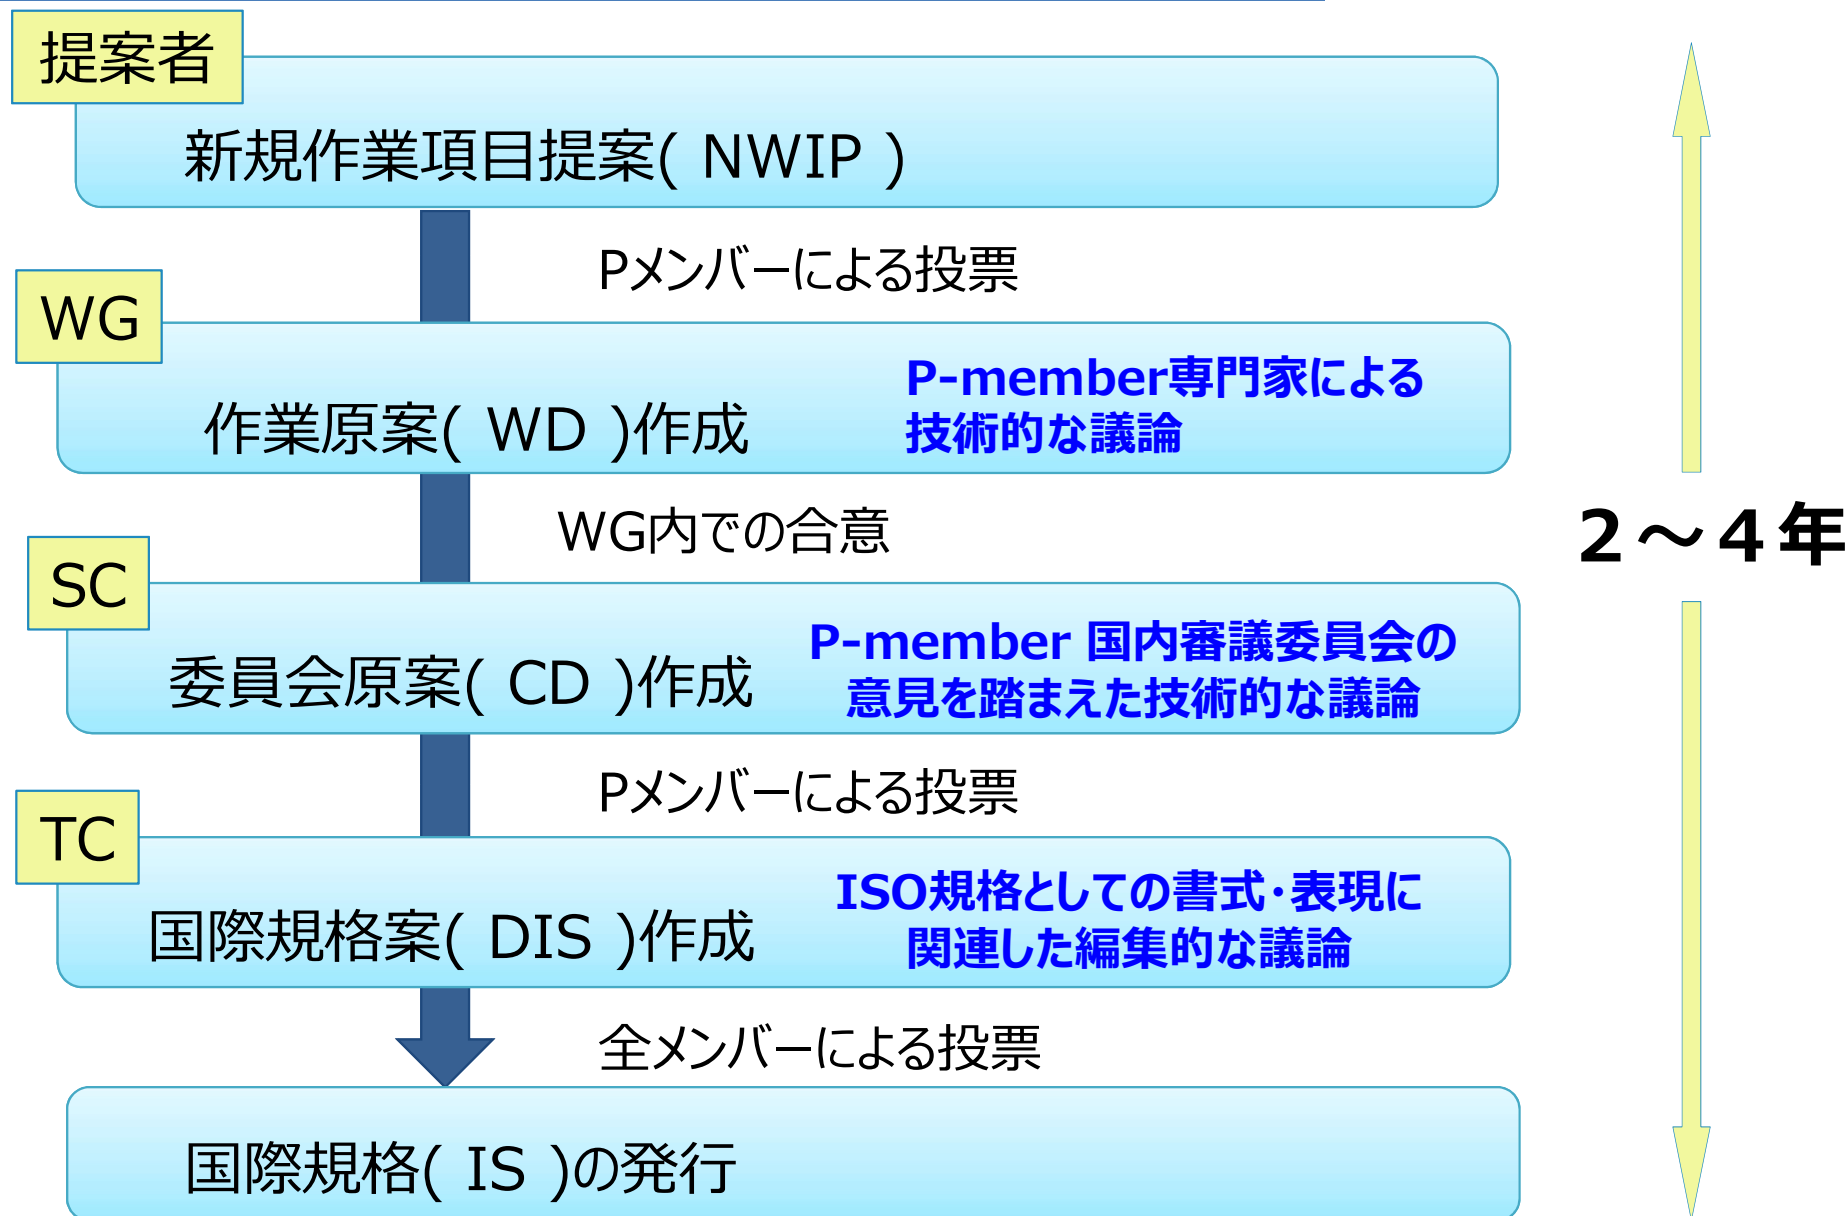 提案者
新規作業項目提案( NWIP )
Pメンバーによる投票
WG
P-member専門家による
技術的な議論
作業原案( WD )作成
WG内での合意
2～4年
SC
P-member 国内審議委員会の
意見を踏まえた技術的な議論
委員会原案( CD )作成
Pメンバーによる投票
TC
ISO規格としての書式・表現に
関連した編集的な議論
国際規格案( DIS )作成
全メンバーによる投票
国際規格( IS )の発行